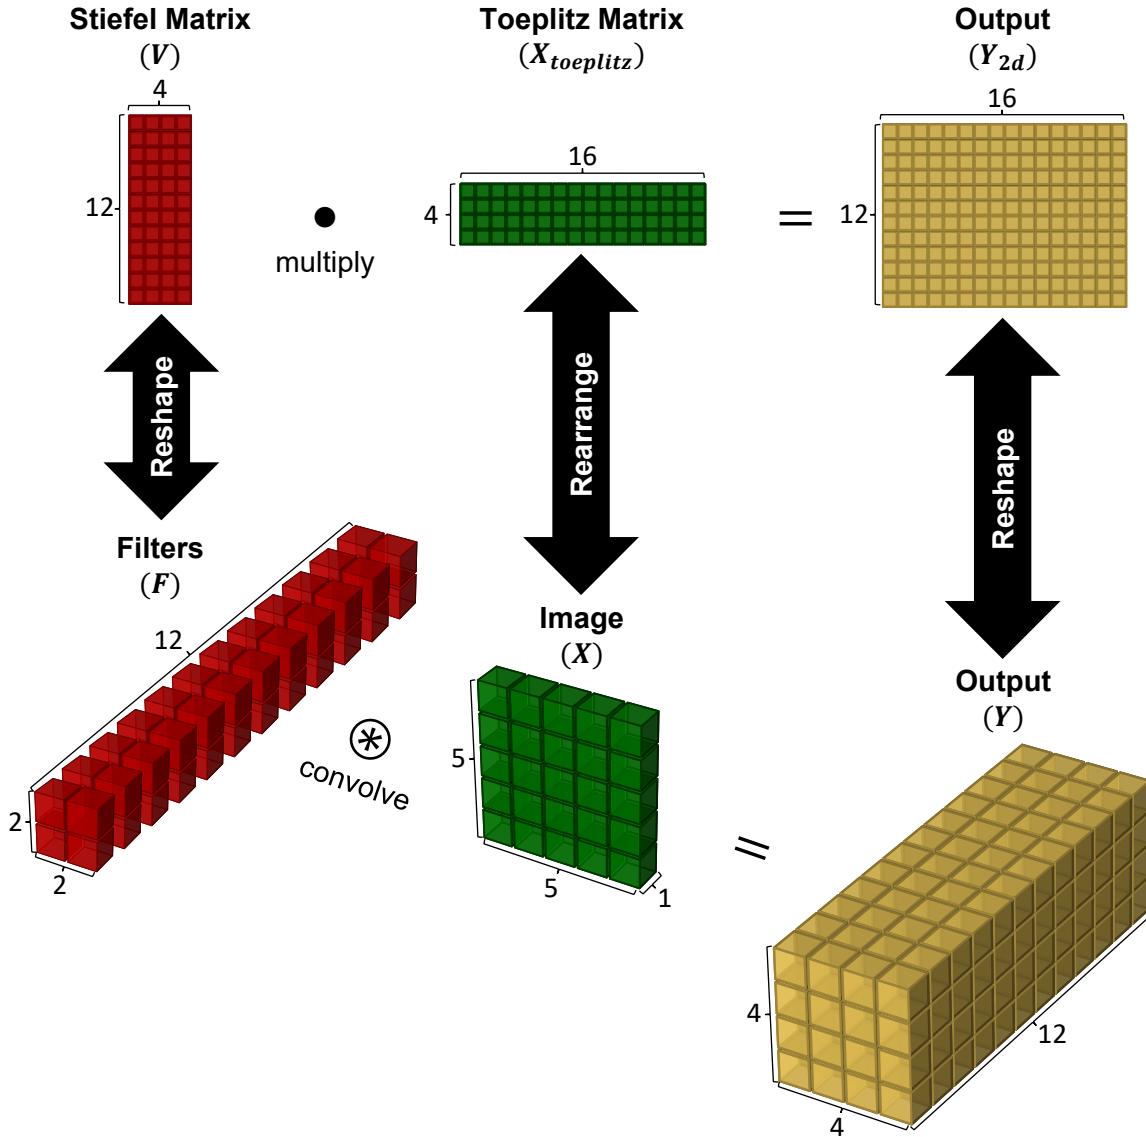 Stiefel Matrix
(V)
4
12
multiply
Toeplitz Matrix
(X_toeplitz)
16
4
=
Output
(Y_2d)
16
12
Reshape
Rearrange
Reshape
Filters
(F)
12
2
2
convolve
Image
(X)
5
5
1
=
Output
(Y)
4
4
12